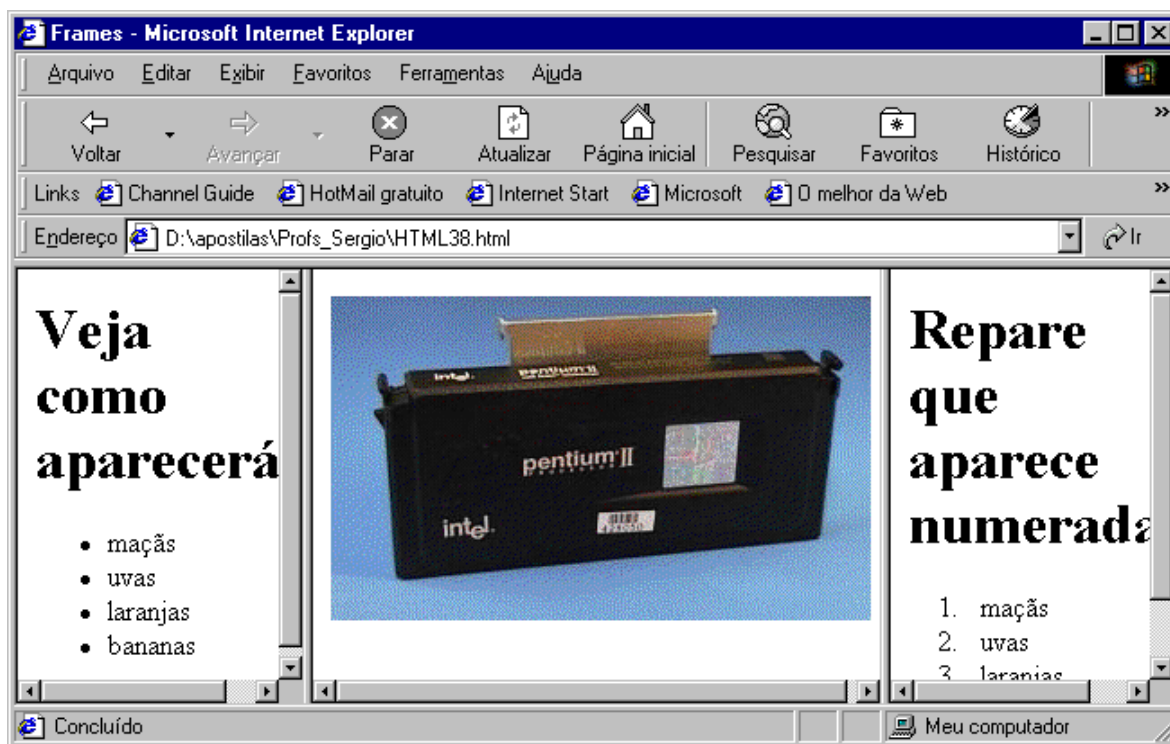 Frames - Microsoft Internet Explorer
Arquivo Editar Exibir Favoritos Ferramentas Ajuda
Voltar Avançar Parar Atualizar Página inicial Pesquisar Favoritos Histórico »
Links Channel Guide HotMail gratuito Internet Start Microsoft O melhor da Web »
Endereço D:\apostilas\Profs_Sergio\HTML38.html Ir
Veja
como
aparecerá
• maçãs
• uvas
• laranjas
• bananas
intel. pentium II
pentium II
intel.
Repare
que
aparece
numerada
1. maçãs
2. uvas
3. laranjas
Concluído Meu computador